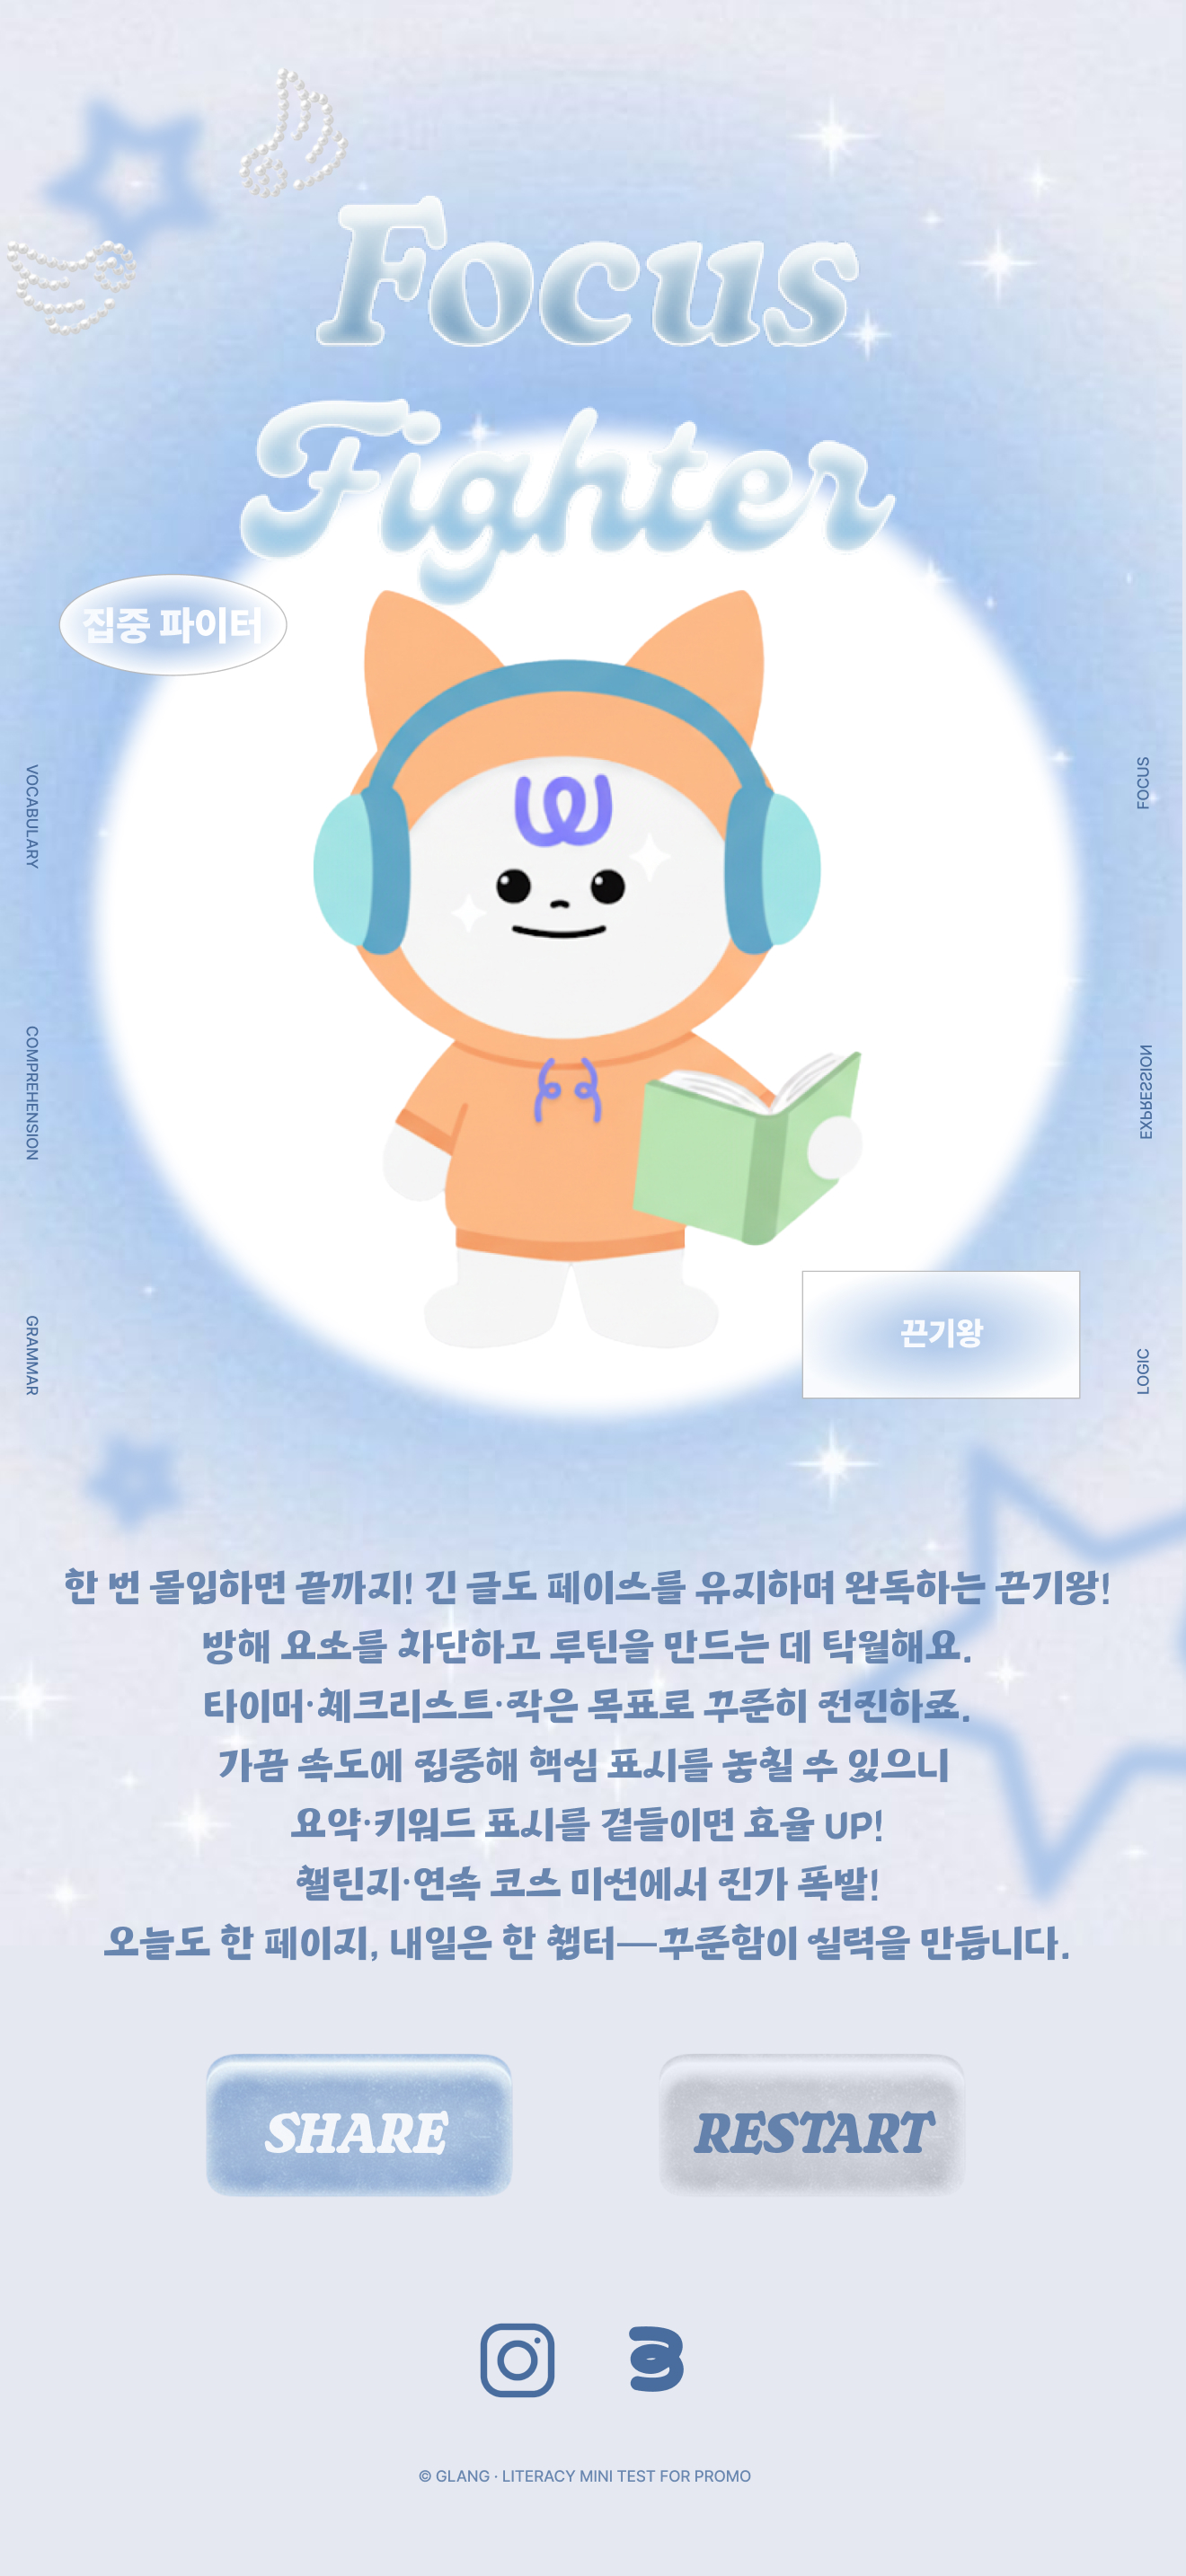 Focus
Fighter
집중 파이터
VOCABULARY
FOCUS
COMPREHENSION
EXPRESSION
GRAMMAR
끈기왕
LOGIC
한 번 몰입하면 끝까지! 긴 글도 페이스를 유지하며 완독하는 끈기왕!
방해 요소를 차단하고 루틴을 만드는 데 탁월해요.
타이머·체크리스트·작은 목표로 꾸준히 전진하죠.
가끔 속도에 집중해 핵심 표시를 놓칠 수 있으니
요약·키워드 표시를 곁들이면 효율 UP!
챌린지·연속 코스 미션에서 진가 폭발!
오늘도 한 페이지, 내일은 한 챕터—꾸준함이 실력을 만듭니다.
SHARE
RESTART
© GLANG · LITERACY MINI TEST FOR PROMO